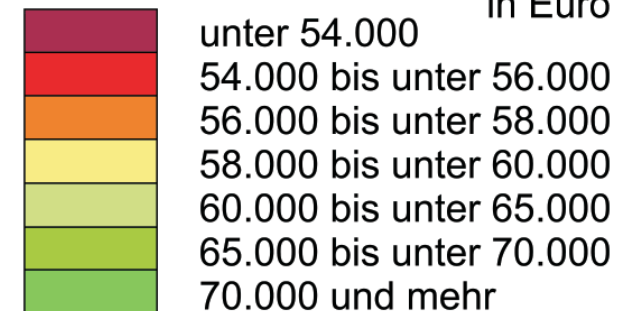 in Euro
unter 54.000
54.000 bis unter 56.000
56.000 bis unter 58.000
58.000 bis unter 60.000
60.000 bis unter 65.000
65.000 bis unter 70.000
70.000 und mehr